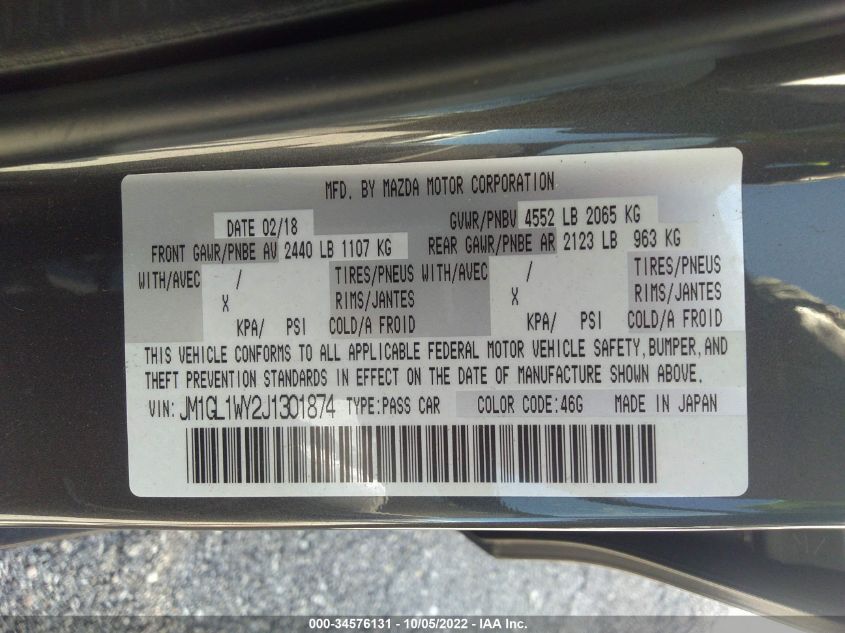 MFD. BY MAZDA MOTOR CORPORATION
DATE 02/18 GVWR/PNBV 4552 LB 2065 KG
FRONT GAWR/PNBE AV 2440 LB 1107 KG REAR GAWR/PNBE AR 2123 LB 963 KG
WITH/AVEC / TIRES/PNEUS WITH/AVEC / TIRES/PNEUS
X RIMS/JANTES X RIMS/JANTES
KPA/ PSI COLD/A FROID KPA/ PSI COLD/A FROID
THIS VEHICLE CONFORMS TO ALL APPLICABLE FEDERAL MOTOR VEHICLE SAFETY, BUMPER, AND
THEFT PREVENTION STANDARDS IN EFFECT ON THE DATE OF MANUFACTURE SHOWN ABOVE.
VIN: JM1GL1WY2J1301874 TYPE:PASS CAR COLOR CODE:46G MADE IN JAPAN
000-34576131 - 10/05/2022 - IAA Inc.